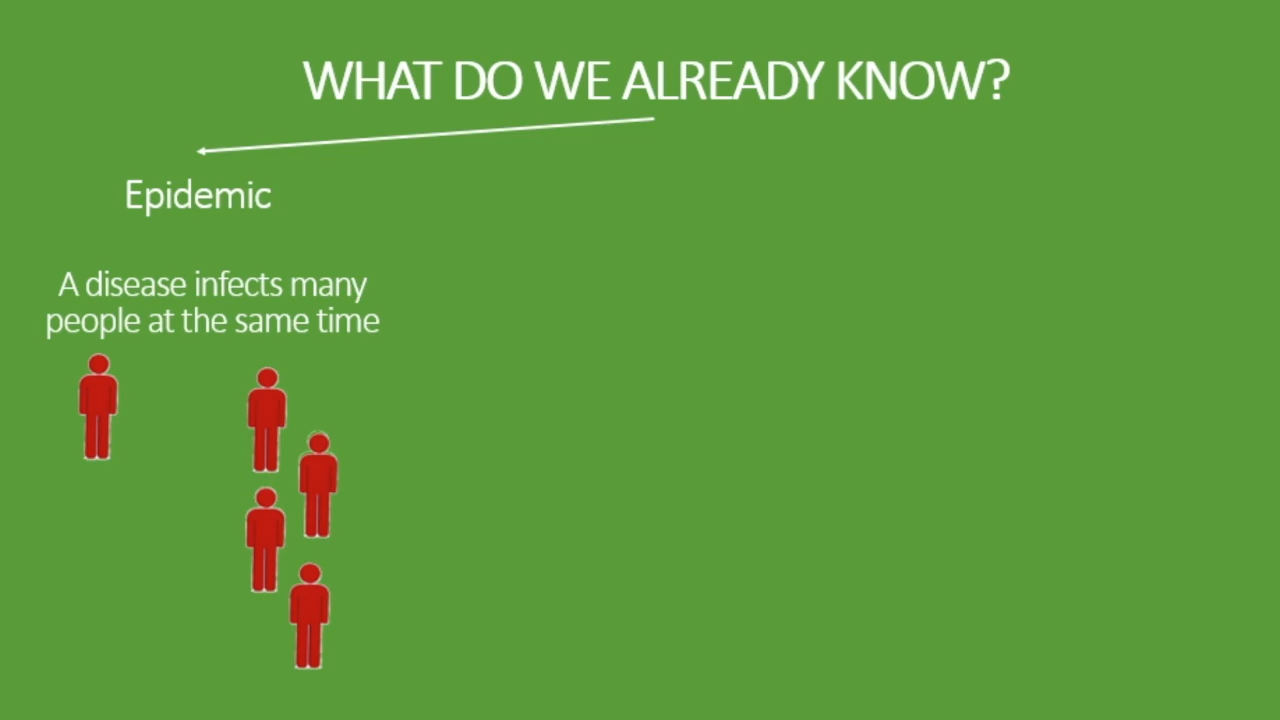 WHAT DO WE ALREADY KNOW?
Epidemic
A disease infects many
people at the same time